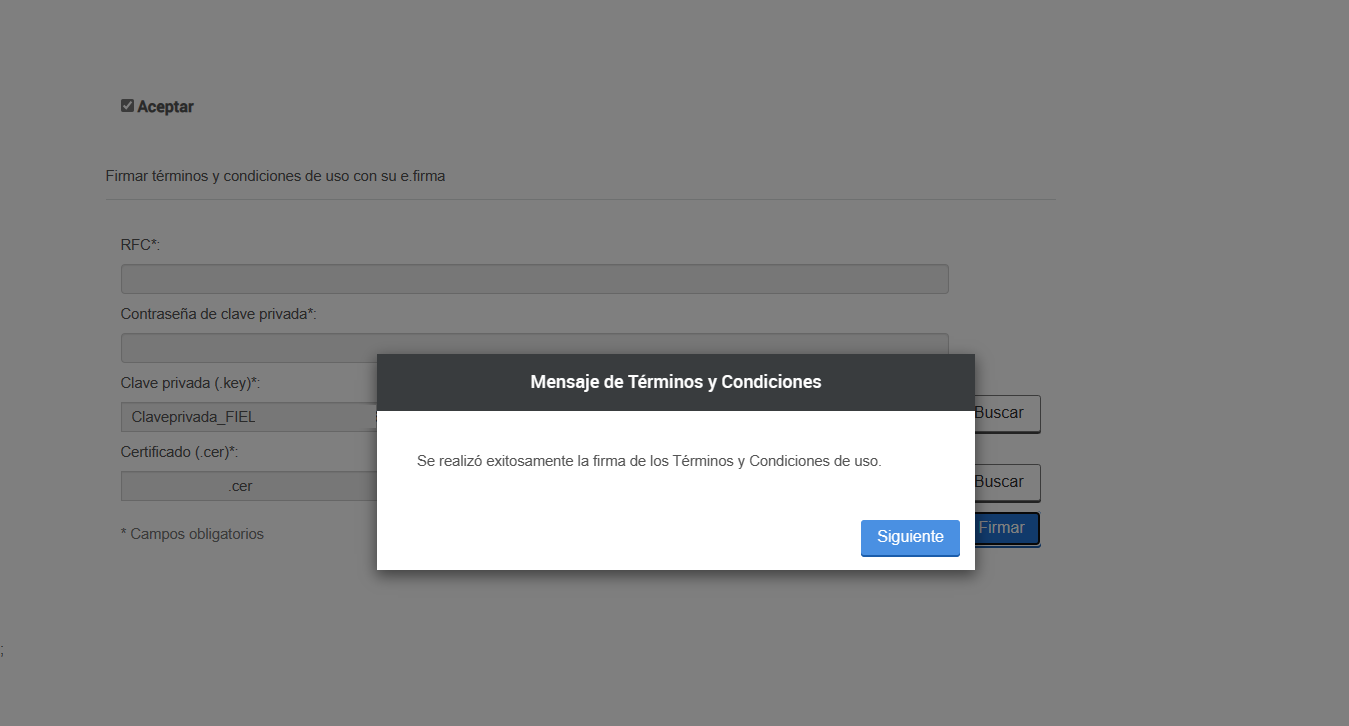 Aceptar
Firmar términos y condiciones de uso con su e.firma
RFC*:
Contraseña de clave privada*:
Mensaje de Términos y Condiciones
Clave privada (.key)*:
Claveprivada_FIEL
Buscar
Certificado (.cer)*:
Se realizó exitosamente la firma de los Términos y Condiciones de uso.
.cer
Buscar
* Campos obligatorios
Firmar
Siguiente
;